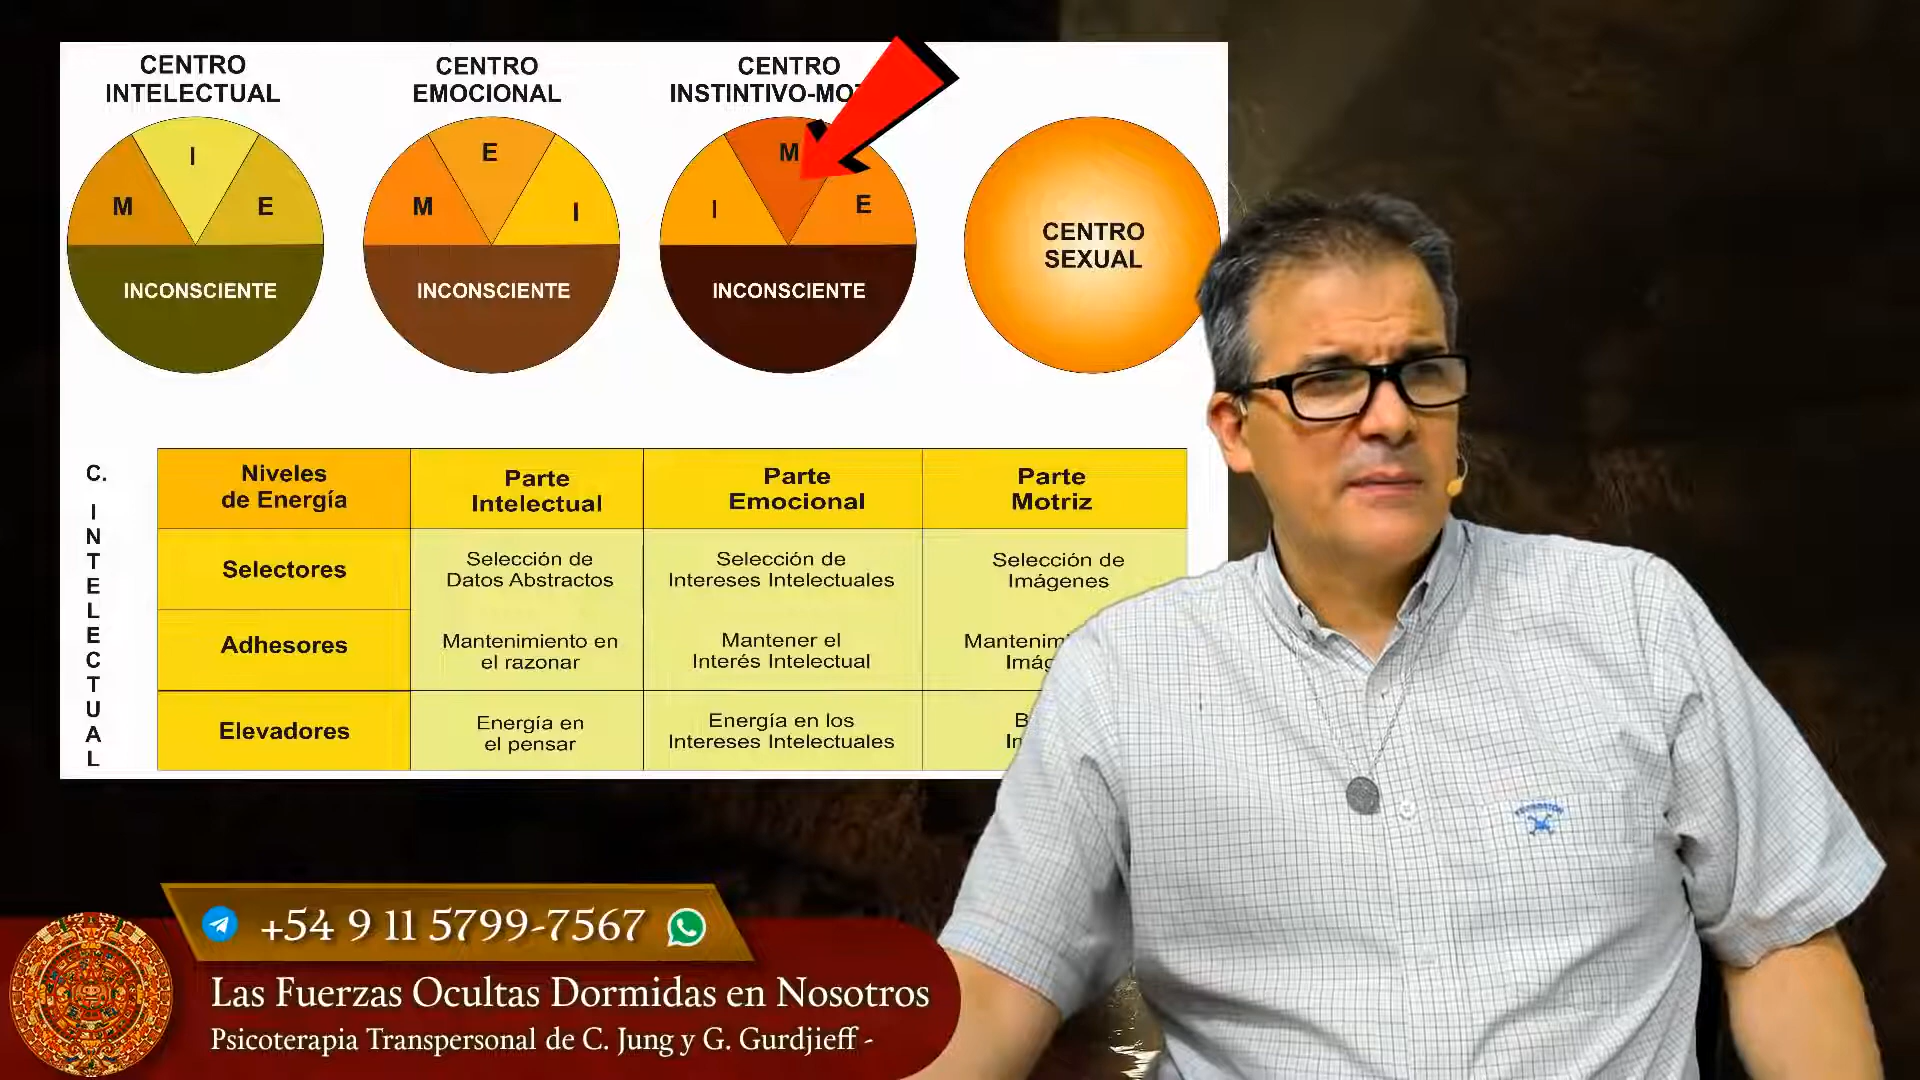 CENTRO
INTELECTUAL
CENTRO
EMOCIONAL
CENTRO
M
I
E
INCONSCIENTE
M
E
I
INCONSCIENTE
I
M
E
INCONSCIENTE
CENTRO
SEXUAL
C.
INTELECTUAL
Niveles
de Energía
Parte
Intelectual
Parte
Emocional
Parte
Motriz
Selectores
Selección de
Datos Abstractos
Selección de
Intereses Intelectuales
Selección de
Imágenes
Adhesores
Mantenimiento en
el razonar
Mantener el
Interés Intelectual
Elevadores
Energía en
el pensar
Energía en los
Intereses Intelectuales
+54 9 11 5799-7567
Las Fuerzas Ocultas Dormidas en Nosotros
Psicoterapia Transpersonal de C. Jung y G. Gurdjieff -